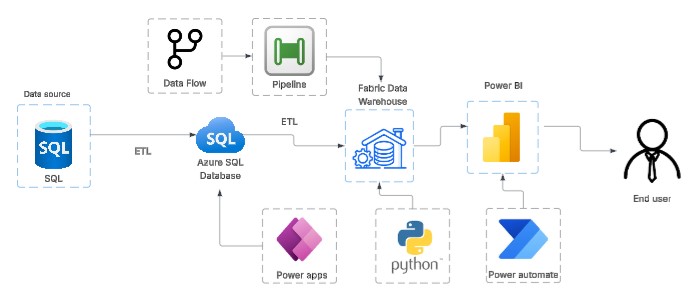 Data Flow
Pipeline
Data source
SQL
SQL
ETL
SQL
Azure SQL
Database
ETL
Fabric Data
Warehouse
Power BI
End user
Power apps
python™
Power automate